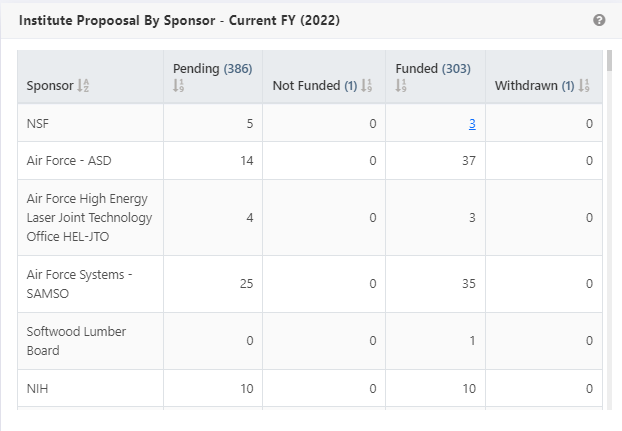 Institute Propoosal By Sponsor - Current FY (2022)
Sponsor Pending (386) Not Funded (1) Funded (303) Withdrawn (1)
NSF 5 0 3 0
Air Force - ASD 14 0 37 0
Air Force High Energy
Laser Joint Technology 4 0 3 0
Office HEL-JTO
Air Force Systems - 25 0 35 0
SAMSO
Softwood Lumber 0 0 1 0
Board
NIH 10 0 10 0